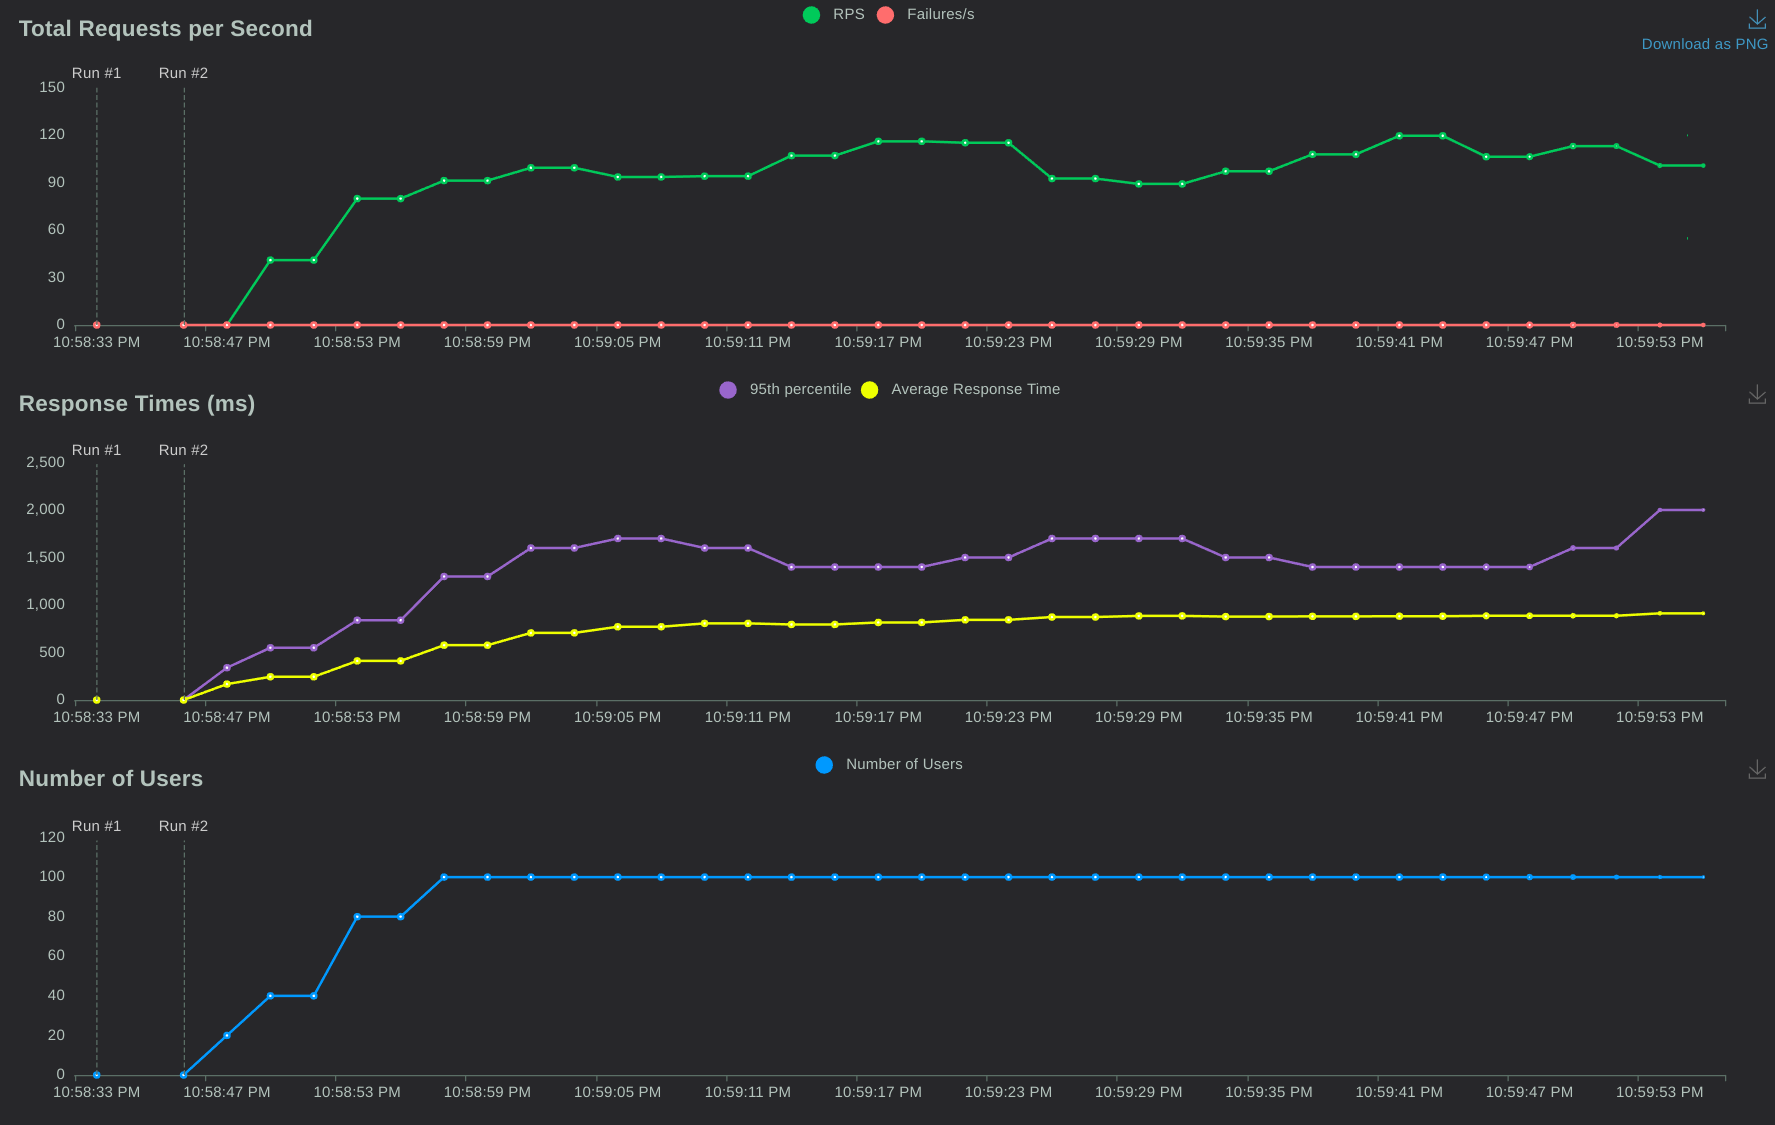 RPS Failures/s
Total Requests per Second
Download as PNG
Run #1 Run #2
150
120
90
60
30
0
10:58:33 PM 10:58:47 PM 10:58:53 PM 10:58:59 PM 10:59:05 PM 10:59:11 PM 10:59:17 PM 10:59:23 PM 10:59:29 PM 10:59:35 PM 10:59:41 PM 10:59:47 PM 10:59:53 PM
95th percentile Average Response Time
Response Times (ms)
Run #1 Run #2
2,500
2,000
1,500
1,000
500
0
10:58:33 PM 10:58:47 PM 10:58:53 PM 10:58:59 PM 10:59:05 PM 10:59:11 PM 10:59:17 PM 10:59:23 PM 10:59:29 PM 10:59:35 PM 10:59:41 PM 10:59:47 PM 10:59:53 PM
Number of Users
Number of Users
Run #1 Run #2
120
100
80
60
40
20
0
10:58:33 PM 10:58:47 PM 10:58:53 PM 10:58:59 PM 10:59:05 PM 10:59:11 PM 10:59:17 PM 10:59:23 PM 10:59:29 PM 10:59:35 PM 10:59:41 PM 10:59:47 PM 10:59:53 PM